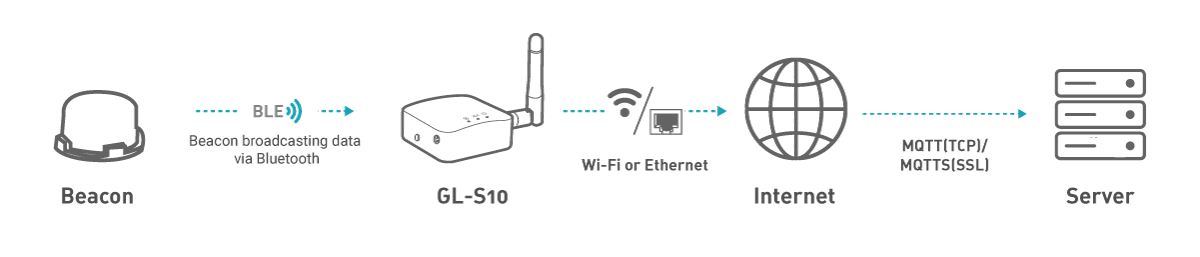 BLE
Beacon broadcasting data
via Bluetooth
Wi-Fi or Ethernet
MQTT(TCP)/
MQTTS(SSL)
Beacon
GL-S10
Internet
Server